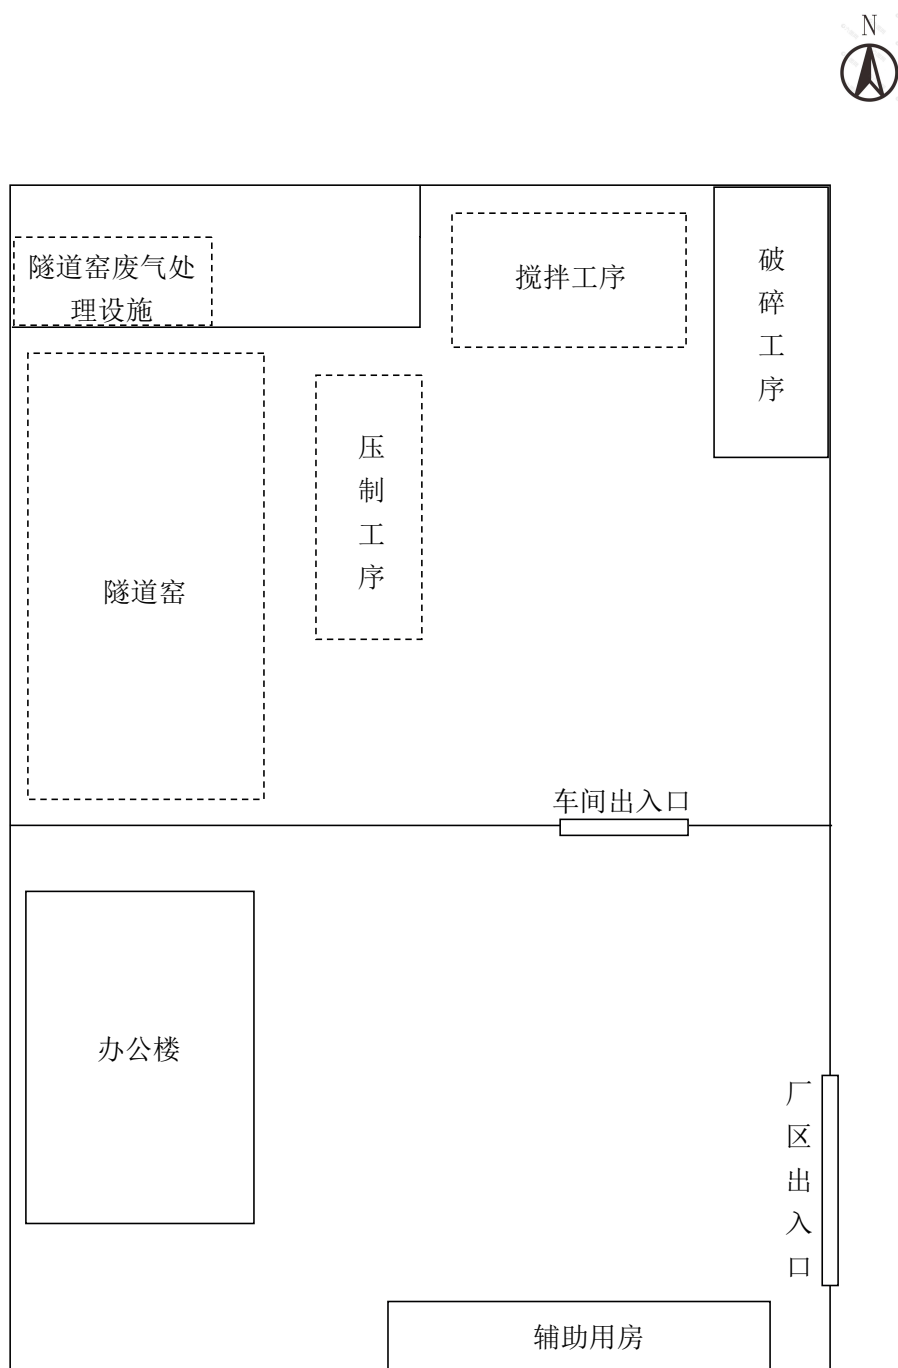 N
隧道窑废气处
理设施
搅拌工序
破碎工序
压制工序
隧道窑
车间出入口
办公楼
厂区出入口
辅助用房